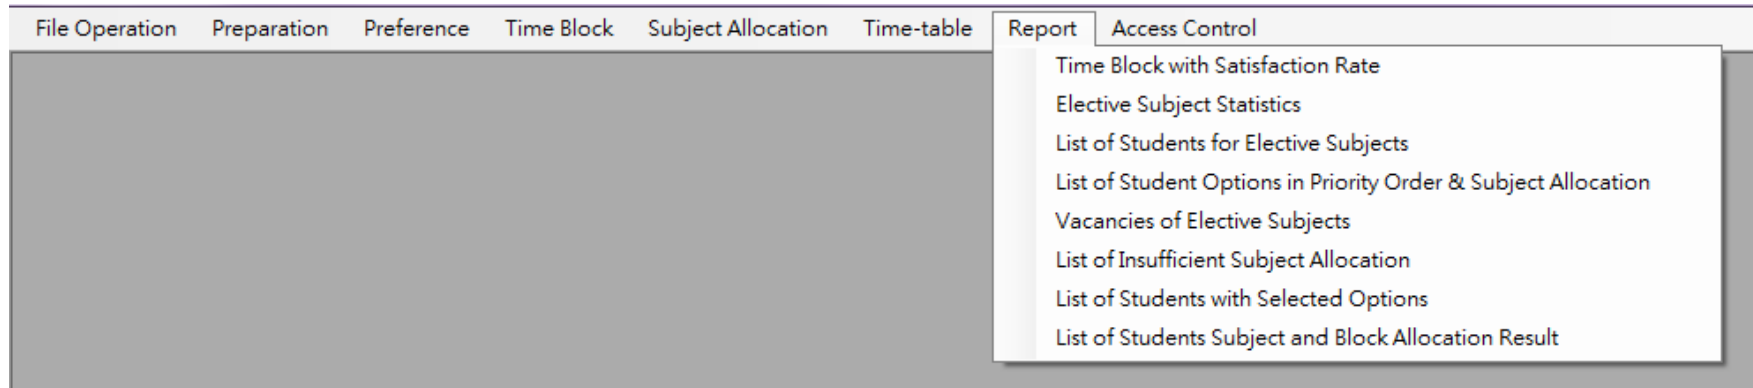 File Operation Preparation Preference Time Block Subject Allocation Time-table Report Access Control
Time Block with Satisfaction Rate
Elective Subject Statistics
List of Students for Elective Subjects
List of Student Options in Priority Order & Subject Allocation
Vacancies of Elective Subjects
List of Insufficient Subject Allocation
List of Students with Selected Options
List of Students Subject and Block Allocation Result